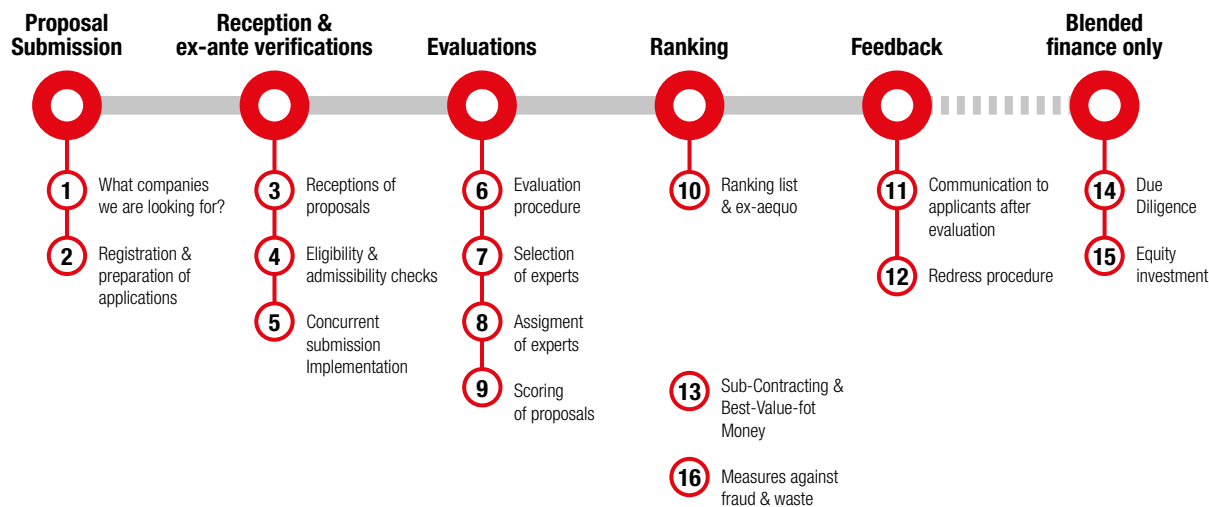 Proposal
Submission
Reception &
ex-ante verifications
Evaluations
Ranking
Feedback
Blended
finance only
1
What companies
we are looking for?
2
Registration &
preparation of
applications
3
Receptions of
proposals
4
Eligibility &
admissibility checks
5
Concurrent
submission
Implementation
6
Evaluation
procedure
7
Selection
of experts
8
Assigment
of experts
9
Scoring
of proposals
10
Ranking list
& ex-aequo
13
Sub-Contracting &
Best-Value-fot
Money
16
Measures against
fraud & waste
11
Communication to
applicants after
evaluation
12
Redress procedure
14
Due
Diligence
15
Equity
investment